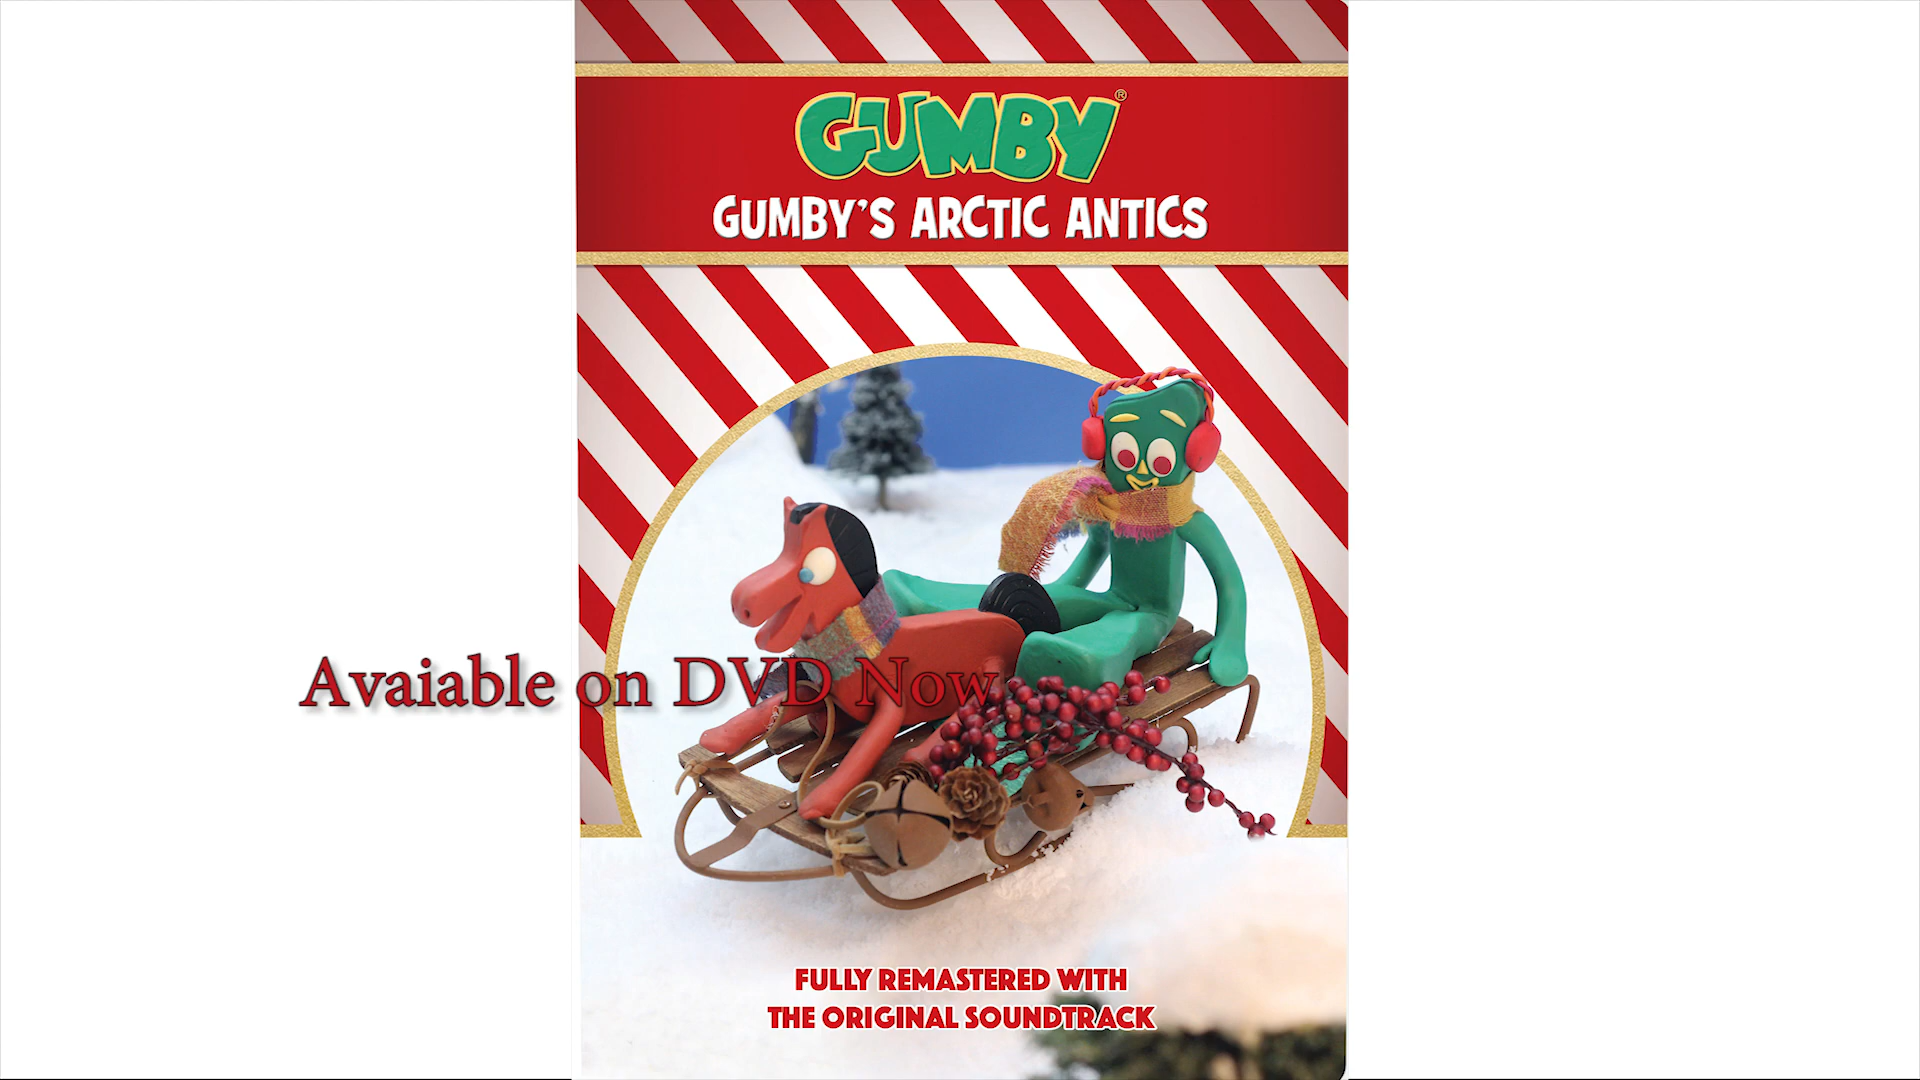 GUMBY®
GUMBY'S ARCTIC ANTICS
Avaiable on DVD Now
FULLY REMASTERED WITH
THE ORIGINAL SOUNDTRACK